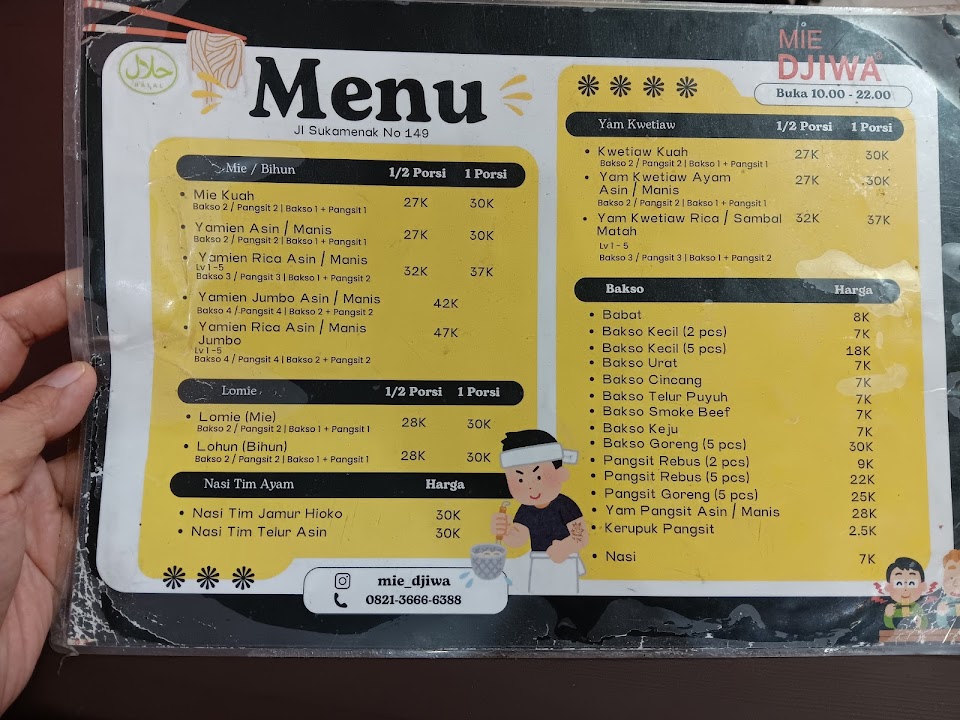 حلال
HALAL
Menu
Jl Sukamenak No 149
MIE
DJIWA
Buka 10.00 - 22.00
Mie / Bihun 1/2 Porsi 1 Porsi
Mie Kuah 27K 30K
Bakso 2 / Pangsit 2 | Bakso 1 + Pangsit 1
Yamien Asin / Manis 27K 30K
Bakso 2 / Pangsit 2 | Bakso 1 + Pangsit 1
Yamien Rica Asin / Manis 32K 37K
Lv 1 - 5
Bakso 3 / Pangsit 3 | Bakso 1 + Pangsit 2
Yamien Jumbo Asin / Manis 42K
Bakso 4 / Pangsit 4 | Bakso 2 + Pangsit 2
Yamien Rica Asin / Manis 47K
Jumbo
Lv 1 - 5
Bakso 4 / Pangsit 4 | Bakso 2 + Pangsit 2
Lomie 1/2 Porsi 1 Porsi
Lomie (Mie) 28K 30K
Bakso 2 / Pangsit 2 | Bakso 1 + Pangsit 1
Lohun (Bihun) 28K 30K
Bakso 2 / Pangsit 2 | Bakso 1 + Pangsit 1
Nasi Tim Ayam Harga
Nasi Tim Jamur Hioko 30K
Nasi Tim Telur Asin 30K
Yam Kwetiaw 1/2 Porsi 1 Porsi
Kwetiaw Kuah 27K 30K
Bakso 2 / Pangsit 2 | Bakso 1 + Pangsit 1
Yam Kwetiaw Ayam 27K 30K
Asin / Manis
Bakso 2 / Pangsit 2 | Bakso 1 + Pangsit 1
Yam Kwetiaw Rica / Sambal 32K 37K
Matah
Lv 1 - 5
Bakso 3 / Pangsit 3 | Bakso 1 + Pangsit 2
Bakso Harga
Babat 8K
Bakso Kecil (2 pcs) 7K
Bakso Kecil (5 pcs) 18K
Bakso Urat 7K
Bakso Cincang 7K
Bakso Telur Puyuh 7K
Bakso Smoke Beef 7K
Bakso Keju 7K
Bakso Goreng (5 pcs) 30K
Pangsit Rebus (2 pcs) 9K
Pangsit Rebus (5 pcs) 22K
Pangsit Goreng (5 pcs) 25K
Yam Pangsit Asin / Manis 28K
Kerupuk Pangsit 2.5K
Nasi 7K
mie_djiwa
0821-3666-6388